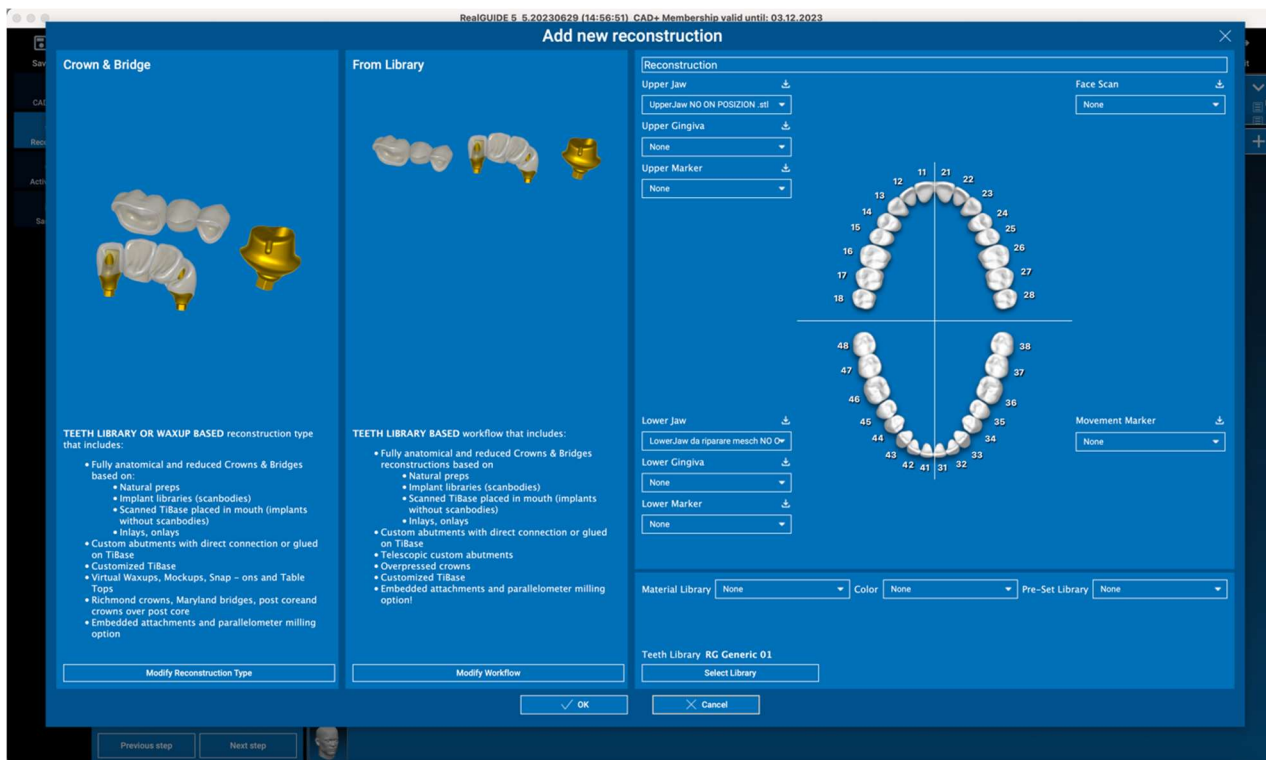 RealGUIDE 5 5.20230629 (14:56:51) CAD+ Membership valid until: 03.12.2023
Add new reconstruction
Crown & Bridge
TEETH LIBRARY OR WAXUP BASED reconstruction type
that includes:
• Fully anatomical and reduced Crowns & Bridges
based on:
• Natural preps
• Implant libraries (scanbodies)
• Scanned TiBase placed in mouth (implants
without scanbodies)
• Inlays, onlays
• Custom abutments with direct connection or glued
on TiBase
• Customized TiBase
• Virtual Waxups, Mockups, Snap – ons and Table
Tops
• Richmond crowns, Maryland bridges, post coreand
crowns over post core
• Embedded attachments and parallelometer milling
option
Modify Reconstruction Type
From Library
TEETH LIBRARY BASED workflow that includes:
• Fully anatomical and reduced Crowns & Bridges
reconstructions based on
• Natural preps
• Implant libraries (scanbodies)
• Scanned TiBase placed in mouth (implants
without scanbodies)
• Inlays, onlays
• Custom abutments with direct connection or glued
on TiBase
• Telescopic custom abutments
• Overpressed crowns
• Customized TiBase
• Embedded attachments and parallelometer milling
option!
Modify Workflow
Reconstruction
Upper Jaw
UpperJaw NO ON POSIZION .stl
Upper Gingiva
None
Upper Marker
None
Face Scan
None
11 21
12 22
13 23
14 24
15 25
16 26
17 27
18 28
48 38
47 37
46 36
45 35
44 34
43 33
42 41 31 32
Lower Jaw
LowerJaw da riparare mesch NO O
Lower Gingiva
None
Lower Marker
None
Movement Marker
None
Material Library None Color None Pre-Set Library None
Teeth Library RG Generic 01
Select Library
OK Cancel
Previous step Next step